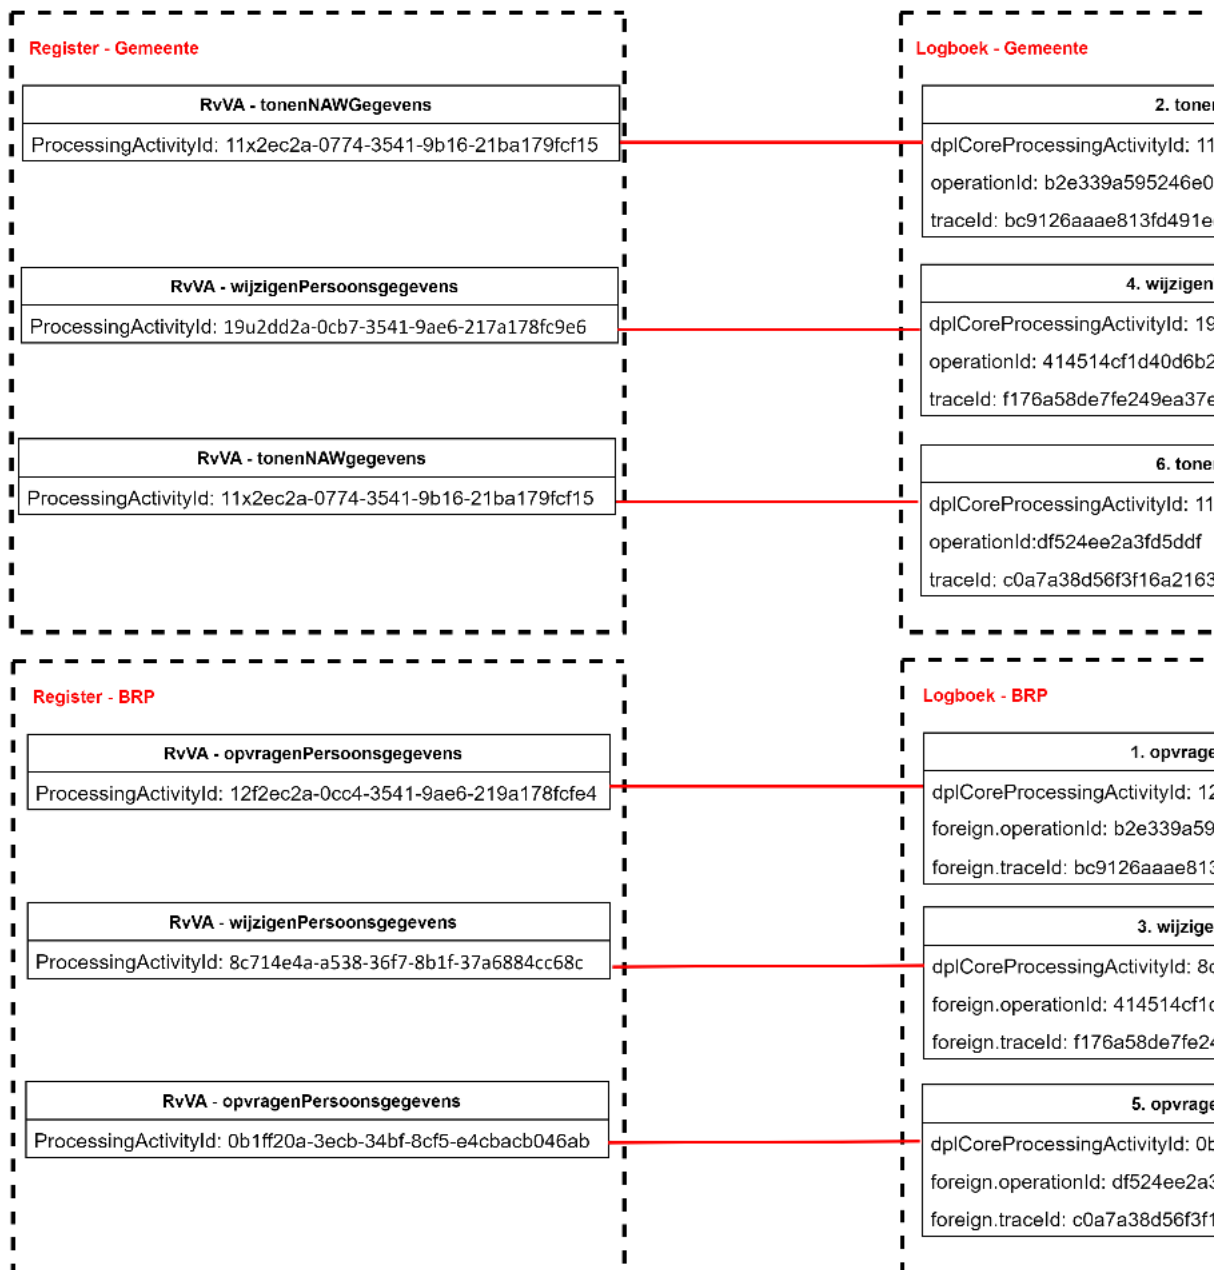 Register - Gemeente
RvVA - tonenNAWGegevens
ProcessingActivityId: 11x2ec2a-0774-3541-9b16-21ba179fcf15
RvVA - wijzigenPersoonsgegevens
ProcessingActivityId: 19u2dd2a-0cb7-3541-9ae6-217a178fc9e6
RvVA - tonenNAWgegevens
ProcessingActivityId: 11x2ec2a-0774-3541-9b16-21ba179fcf15
Logboek - Gemeente
2. toner
dplCoreProcessingActivityId: 11
operationId: b2e339a595246e0
traceId: bc9126aaae813fd491e
4. wijzigen
dplCoreProcessingActivityId: 19
operationId: 414514cf1d40d6b2
traceId: f176a58de7fe249ea37e
6. toner
dplCoreProcessingActivityId: 11
operationId:df524ee2a3fd5ddf
traceId: c0a7a38d56f3f16a2163
Register - BRP
RvVA - opvragenPersoonsgegevens
ProcessingActivityId: 12f2ec2a-0cc4-3541-9ae6-219a178fcfe4
RvVA - wijzigenPersoonsgegevens
ProcessingActivityId: 8c714e4a-a538-36f7-8b1f-37a6884cc68c
RvVA - opvragenPersoonsgegevens
ProcessingActivityId: 0b1ff20a-3ecb-34bf-8cf5-e4cbacb046ab
Logboek - BRP
1. opvrage
dplCoreProcessingActivityId: 12
foreign.operationId: b2e339a59
foreign.traceId: bc9126aaae813
3. wijzige
dplCoreProcessingActivityId: 8c
foreign.operationId: 414514cf1d
foreign.traceId: f176a58de7fe24
5. opvrage
dplCoreProcessingActivityId: 0b
foreign.operationId: df524ee2a3
foreign.traceId: c0a7a38d56f3f1